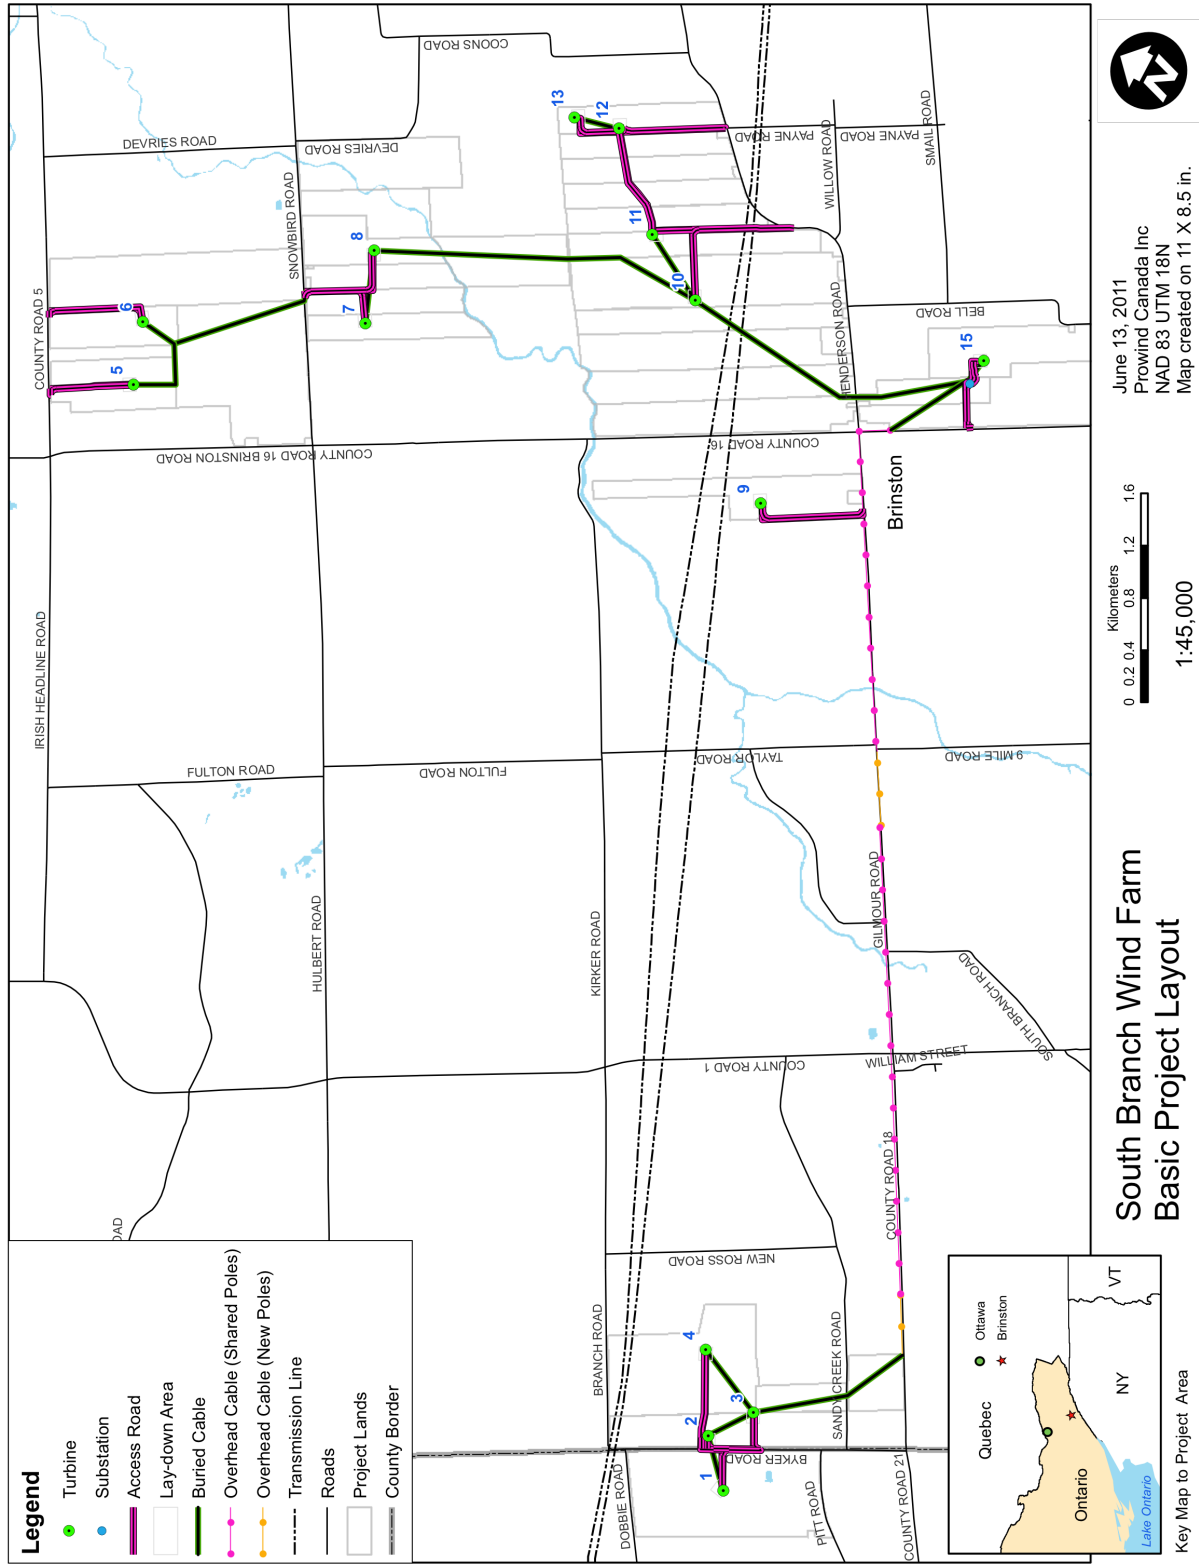 Legend
Turbine
Substation
Access Road
Lay-down Area
Buried Cable
Overhead Cable (Shared Poles)
Overhead Cable (New Poles)
Transmission Line
Roads
Project Lands
County Border
OAD
IRISH HEADLINE ROAD
COUNTY ROAD 5
FULTON ROAD
DEVRIES ROAD
HULBERT ROAD
SNOWBIRD ROAD
COUNTY ROAD 16 BRINSTON ROAD
FULTON ROAD
DEVRIES ROAD
COONS ROAD
BRANCH ROAD
KIRKER ROAD
DOBBIE ROAD
NEW ROSS ROAD
COUNTY ROAD 1
TAYLOR ROAD
COUNTY ROAD 16
PAYNE ROAD
BYKER ROAD
PITT ROAD
SANDY CREEK ROAD
HENDERSON ROAD
WILLOW ROAD
PAYNE ROAD
COUNTY ROAD 21
COUNTY ROAD 18
WILLIAM STREET
GILMOUR ROAD
SOUTH BRANCH ROAD
9 MILE ROAD
BELL ROAD
SMAIL ROAD
Brinston
1
2
3
4
5
6
7
8
9
10
11
12
13
15
Quebec
Ottawa
Brinston
Ontario
NY
VT
Lake Ontario
Key Map to Project Area
South Branch Wind Farm
Basic Project Layout
Kilometers
0 0.2 0.4 0.8 1.2 1.6
1:45,000
June 13, 2011
Prowind Canada Inc
NAD 83 UTM 18N
Map created on 11 X 8.5 in.
N